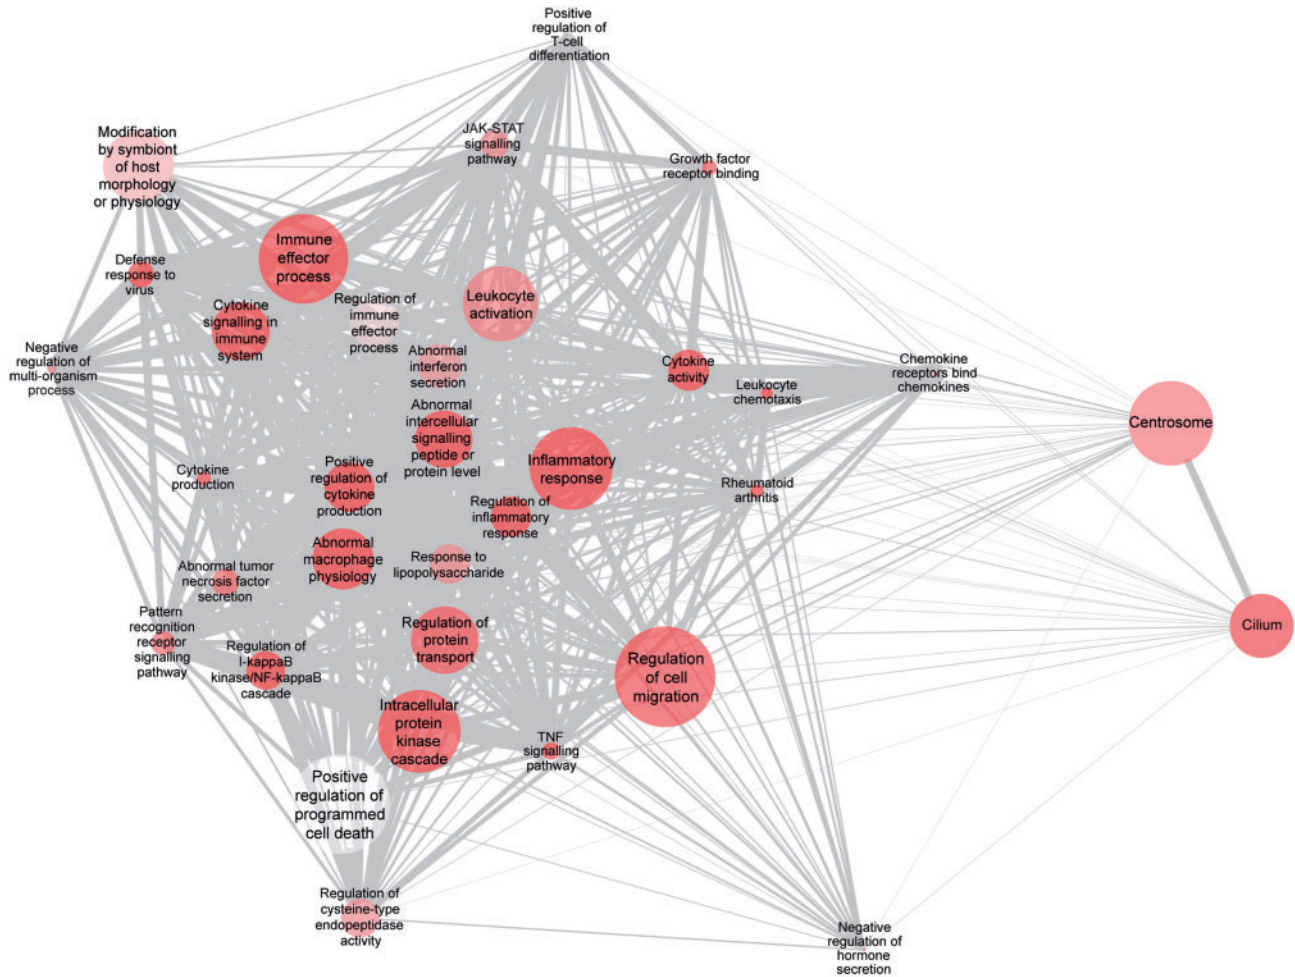 Positive
regulation of
T-cell
differentiation
Modification
by symbiont
of host
morphology
or physiology
JAK-STAT
signalling
pathway
Growth factor
receptor binding
Immune
effector
process
Defense
response to
virus
Leukocyte
activation
Regulation of
immune
effector
process
Cytokine
signalling in
immune
system
Negative
regulation of
multi-organism
process
Abnormal
interferon
secretion
Cytokine
activity
Leukocyte
chemotaxis
Chemokine
receptors bind
chemokines
Centrosome
Abnormal
intercellular
signalling
peptide or
protein level
Inflammatory
response
Cytokine
production
Positive
regulation of
cytokine
production
Rheumatoid
arthritis
Regulation of
inflammatory
response
Abnormal
macrophage
physiology
Response to
lipopolysaccharide
Abnormal tumor
necrosis factor
secretion
Pattern
recognition
receptor
signalling
pathway
Regulation of
protein
transport
Cilium
Regulation of
I-kappaB
kinase/NF-kappaB
cascade
Regulation
of cell
migration
Intracellular
protein
kinase
cascade
TNF
signalling
pathway
Positive
regulation of
programmed
cell death
Regulation of
cysteine-type
endopeptidase
activity
Negative
regulation of
hormone
secretion